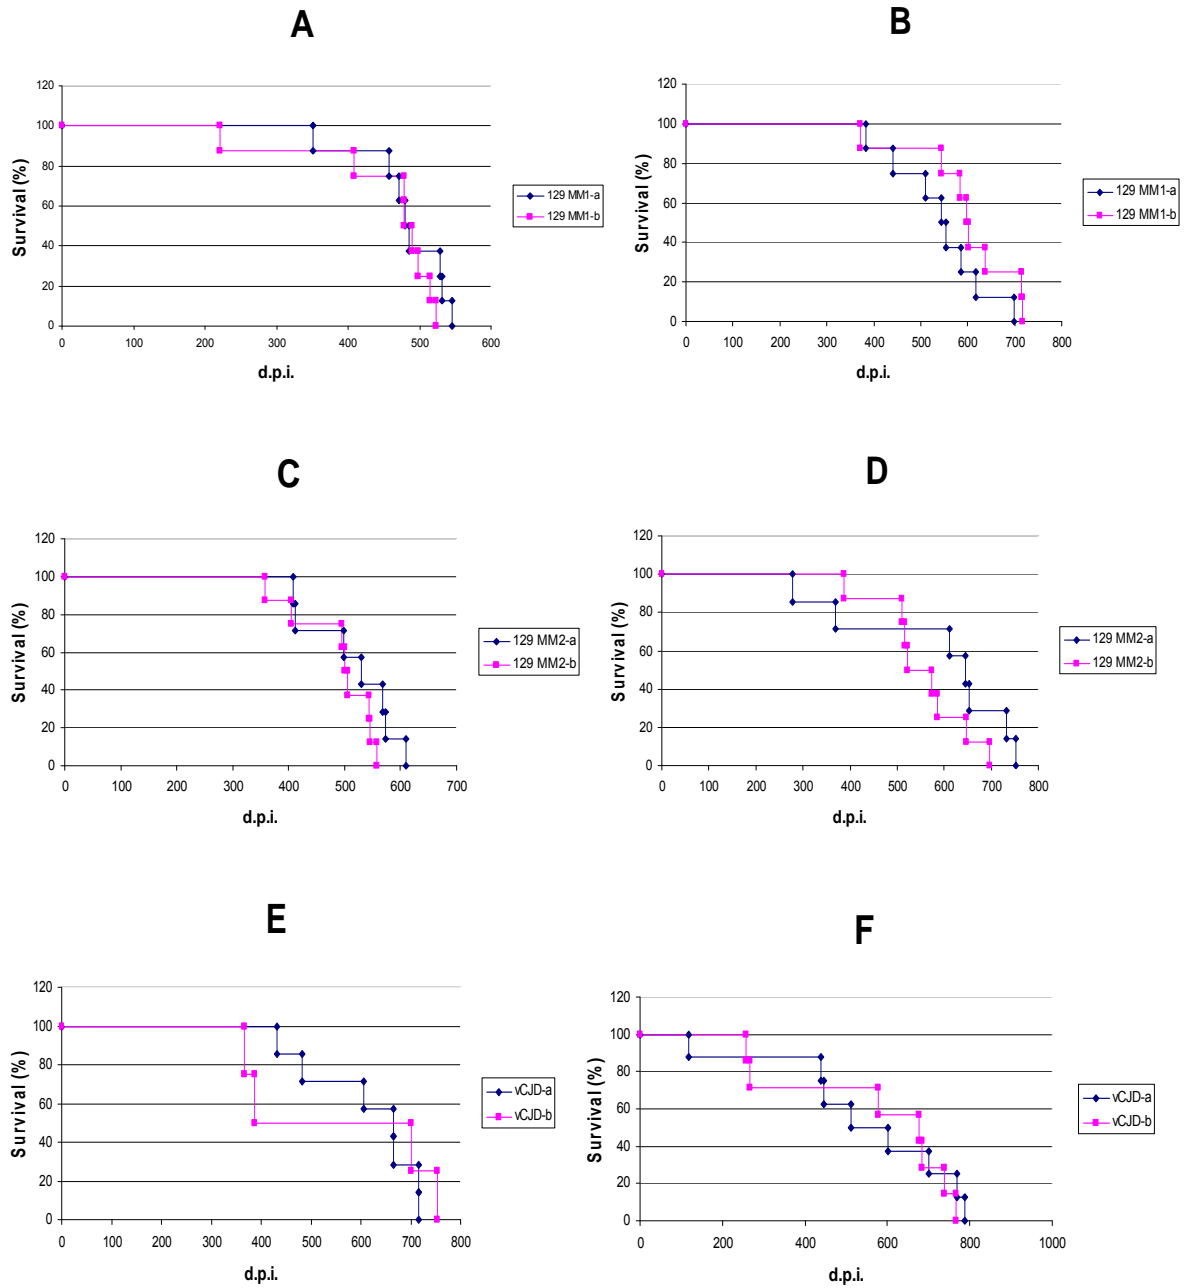 A
120
100
80
60
40
20
0
Survival (%)
0 100 200 300 400 500 600
d.p.i.
129 MM1-a
129 MM1-b
B
120
100
80
60
40
20
0
Survival (%)
0 100 200 300 400 500 600 700 800
d.p.i.
129 MM1-a
129 MM1-b
C
120
100
80
60
40
20
0
Survival (%)
0 100 200 300 400 500 600 700
d.p.i.
129 MM2-a
129 MM2-b
D
120
100
80
60
40
20
0
Survival (%)
0 100 200 300 400 500 600 700 800
d.p.i.
129 MM2-a
129 MM2-b
E
120
100
80
60
40
20
0
Survival (%)
0 100 200 300 400 500 600 700 800
d.p.i.
vCJD-a
vCJD-b
F
120
100
80
60
40
20
0
Survival (%)
0 200 400 600 800 1000
d.p.i.
vCJD-a
vCJD-b